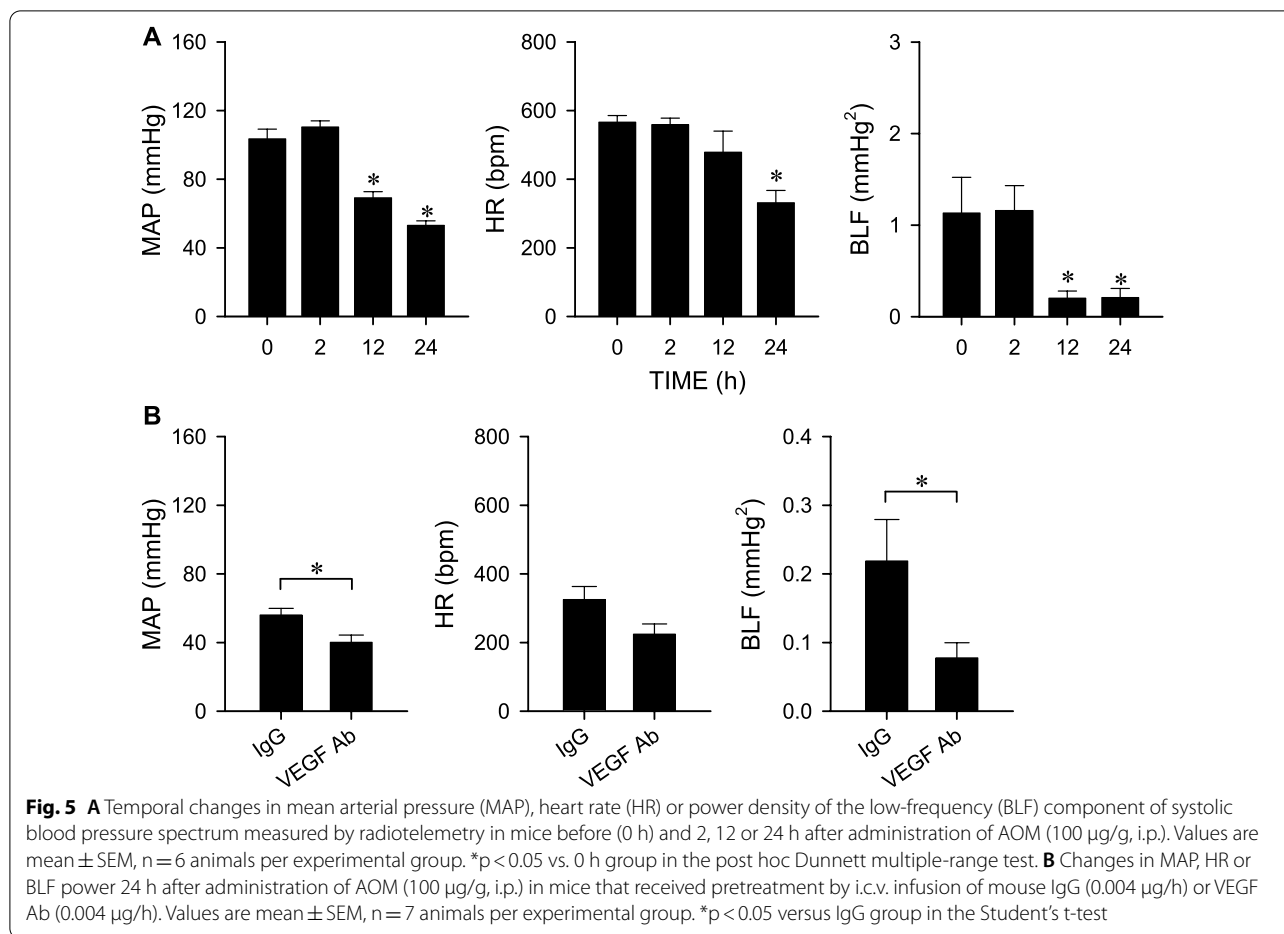 A
160
120
80
40
0
MAP (mmHg)
* *
0 2 12 24
800
600
400
200
0
HR (bpm)
*
0 2 12 24
TIME (h)
3
2
1
0
BLF (mmHg²)
* *
0 2 12 24
B
160
120
80
40
0
MAP (mmHg)
*
IgG VEGF Ab
800
600
400
200
0
HR (bpm)
IgG VEGF Ab
0.4
0.3
0.2
0.1
0.0
BLF (mmHg²)
*
IgG VEGF Ab
Fig. 5 A Temporal changes in mean arterial pressure (MAP), heart rate (HR) or power density of the low-frequency (BLF) component of systolic
blood pressure spectrum measured by radiotelemetry in mice before (0 h) and 2, 12 or 24 h after administration of AOM (100 μg/g, i.p.). Values are
mean ± SEM, n = 6 animals per experimental group. *p < 0.05 vs. 0 h group in the post hoc Dunnett multiple-range test. B Changes in MAP, HR or
BLF power 24 h after administration of AOM (100 μg/g, i.p.) in mice that received pretreatment by i.c.v. infusion of mouse IgG (0.004 μg/h) or VEGF
Ab (0.004 μg/h). Values are mean ± SEM, n = 7 animals per experimental group. *p < 0.05 versus IgG group in the Student's t-test